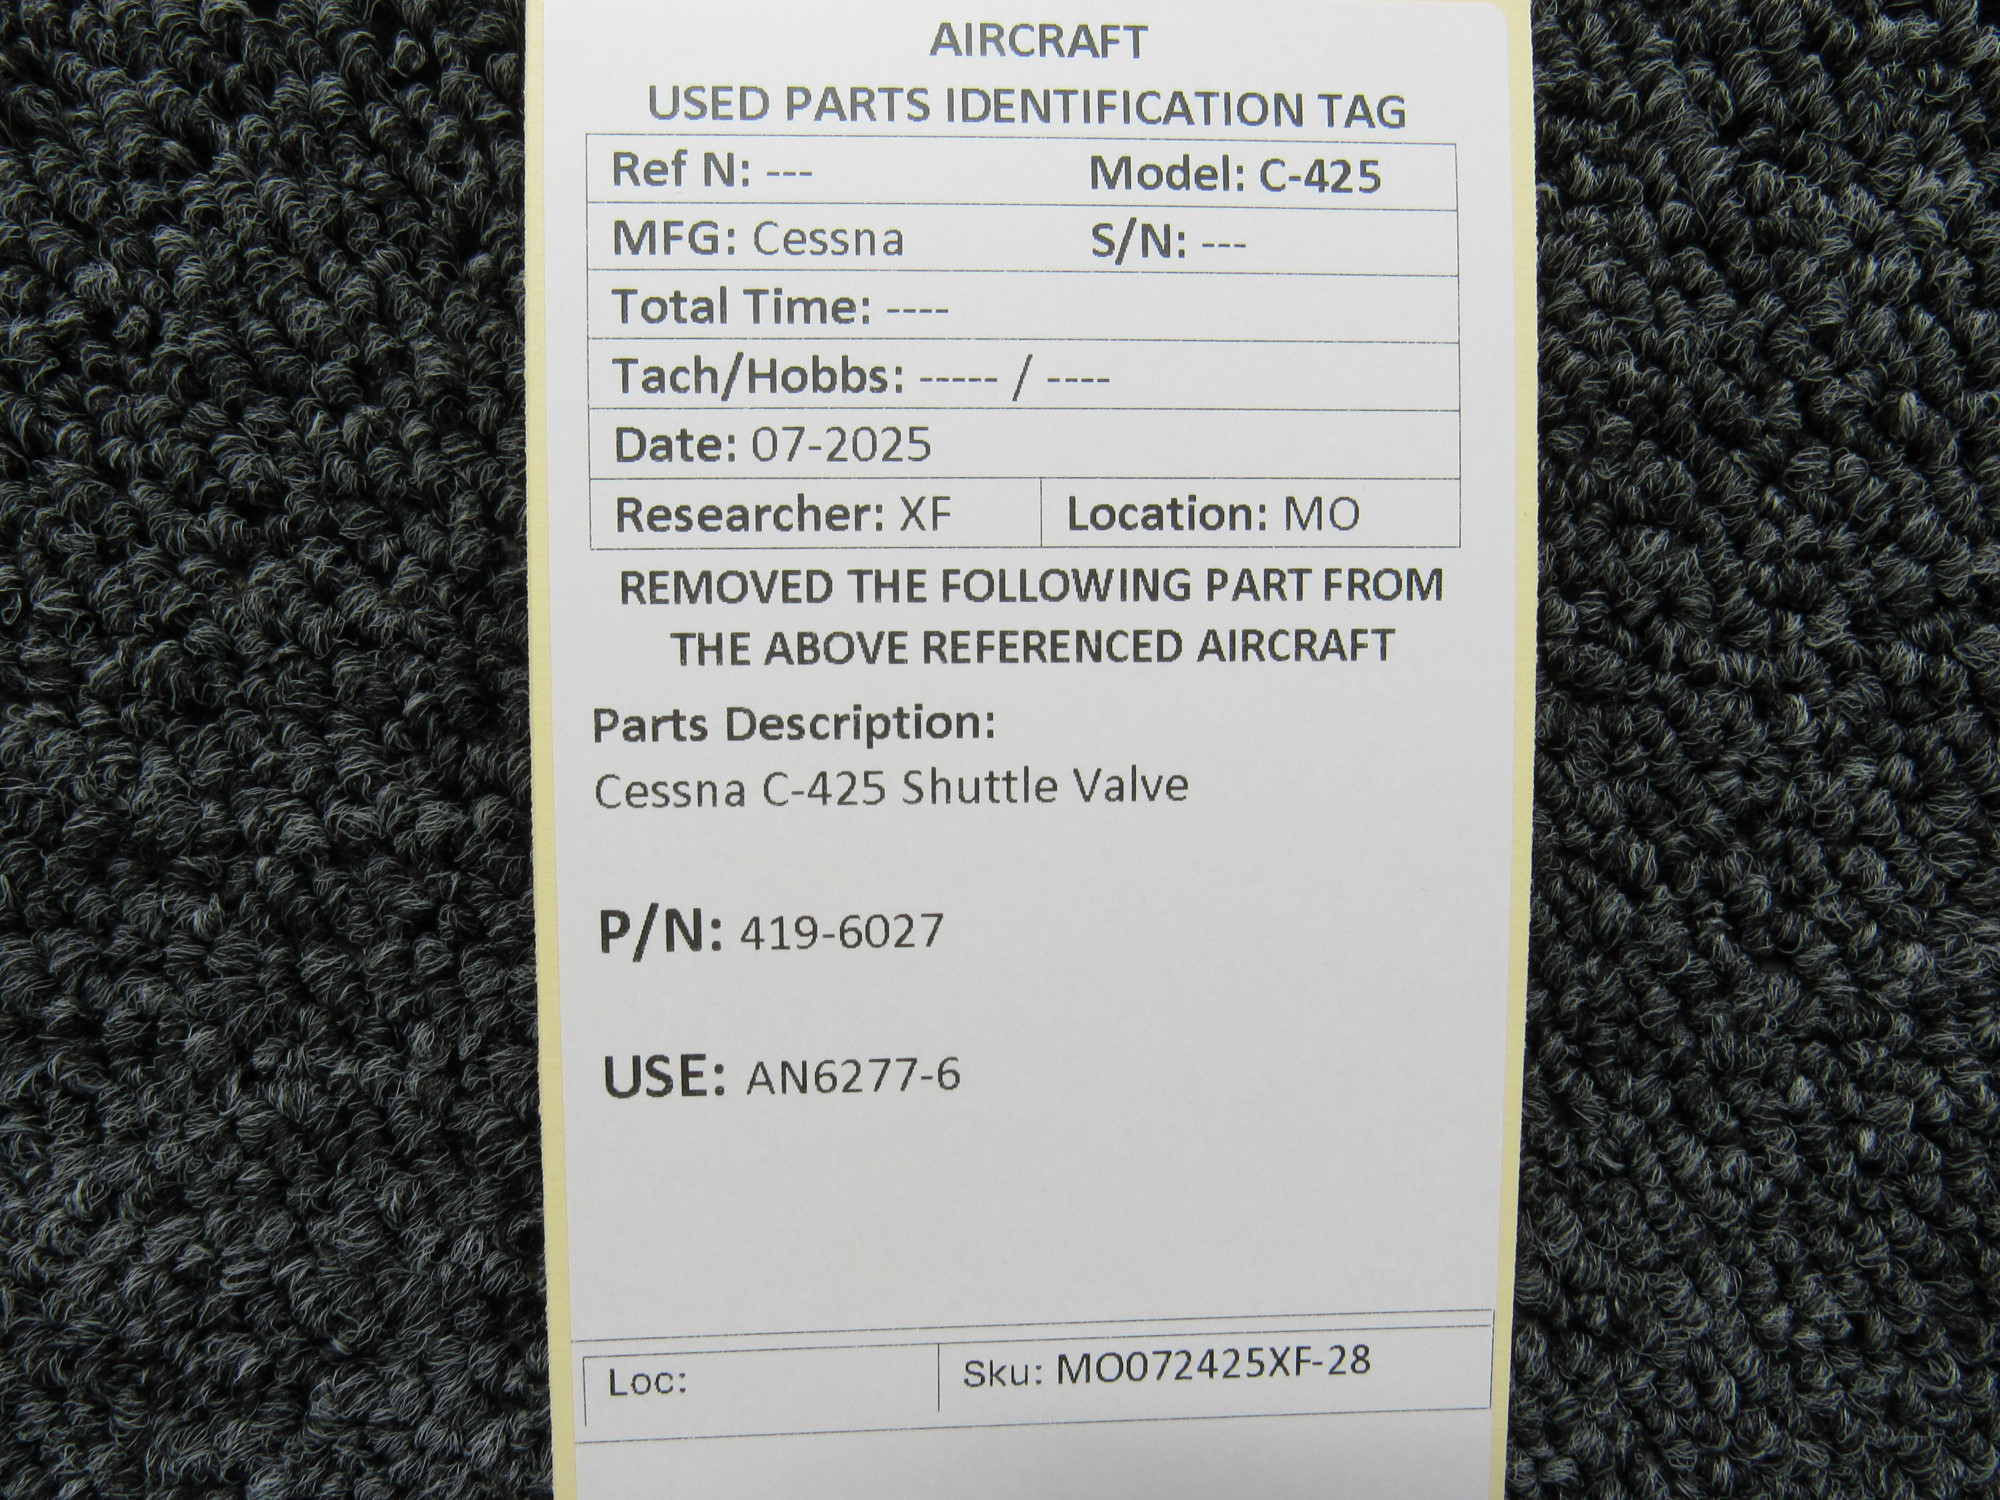 AIRCRAFT
USED PARTS IDENTIFICATION TAG
Ref N: --- Model: C-425
MFG: Cessna S/N: ---
Total Time: ----
Tach/Hobbs: ----- / ----
Date: 07-2025
Researcher: XF Location: MO
REMOVED THE FOLLOWING PART FROM
THE ABOVE REFERENCED AIRCRAFT
Parts Description:
Cessna C-425 Shuttle Valve
P/N: 419-6027
USE: AN6277-6
Loc: Sku: MO072425XF-28